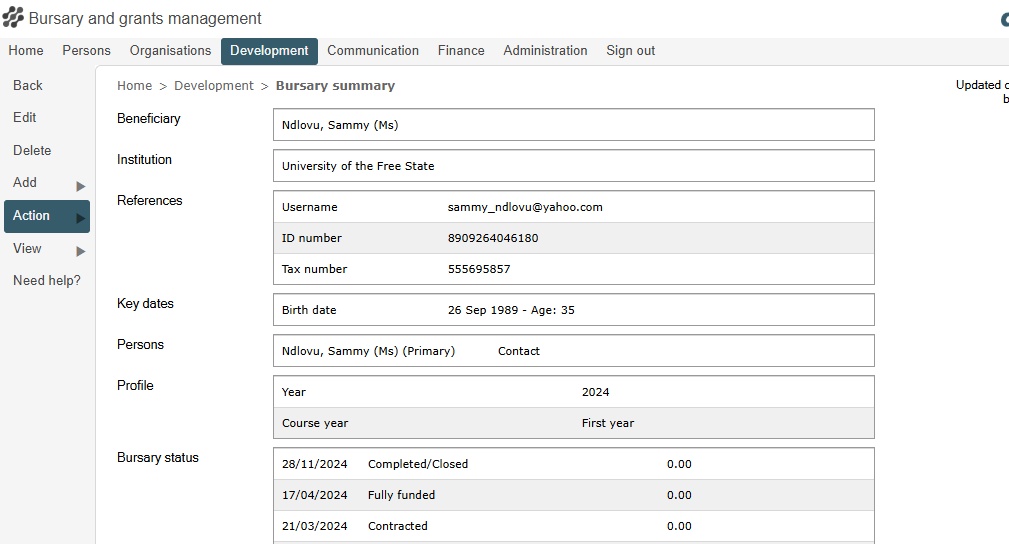 Bursary and grants management
Home Persons Organisations Development Communication Finance Administration Sign out
Back
Edit
Delete
Add
Action
View
Need help?
Home > Development > Bursary summary
Updated
b
Beneficiary Ndlovu, Sammy (Ms)
Institution University of the Free State
References Username sammy_ndlovu@yahoo.com
ID number 8909264046180
Tax number 555695857
Key dates Birth date 26 Sep 1989 - Age: 35
Persons Ndlovu, Sammy (Ms) (Primary) Contact
Profile Year 2024
Course year First year
Bursary status 28/11/2024 Completed/Closed 0.00
17/04/2024 Fully funded 0.00
21/03/2024 Contracted 0.00